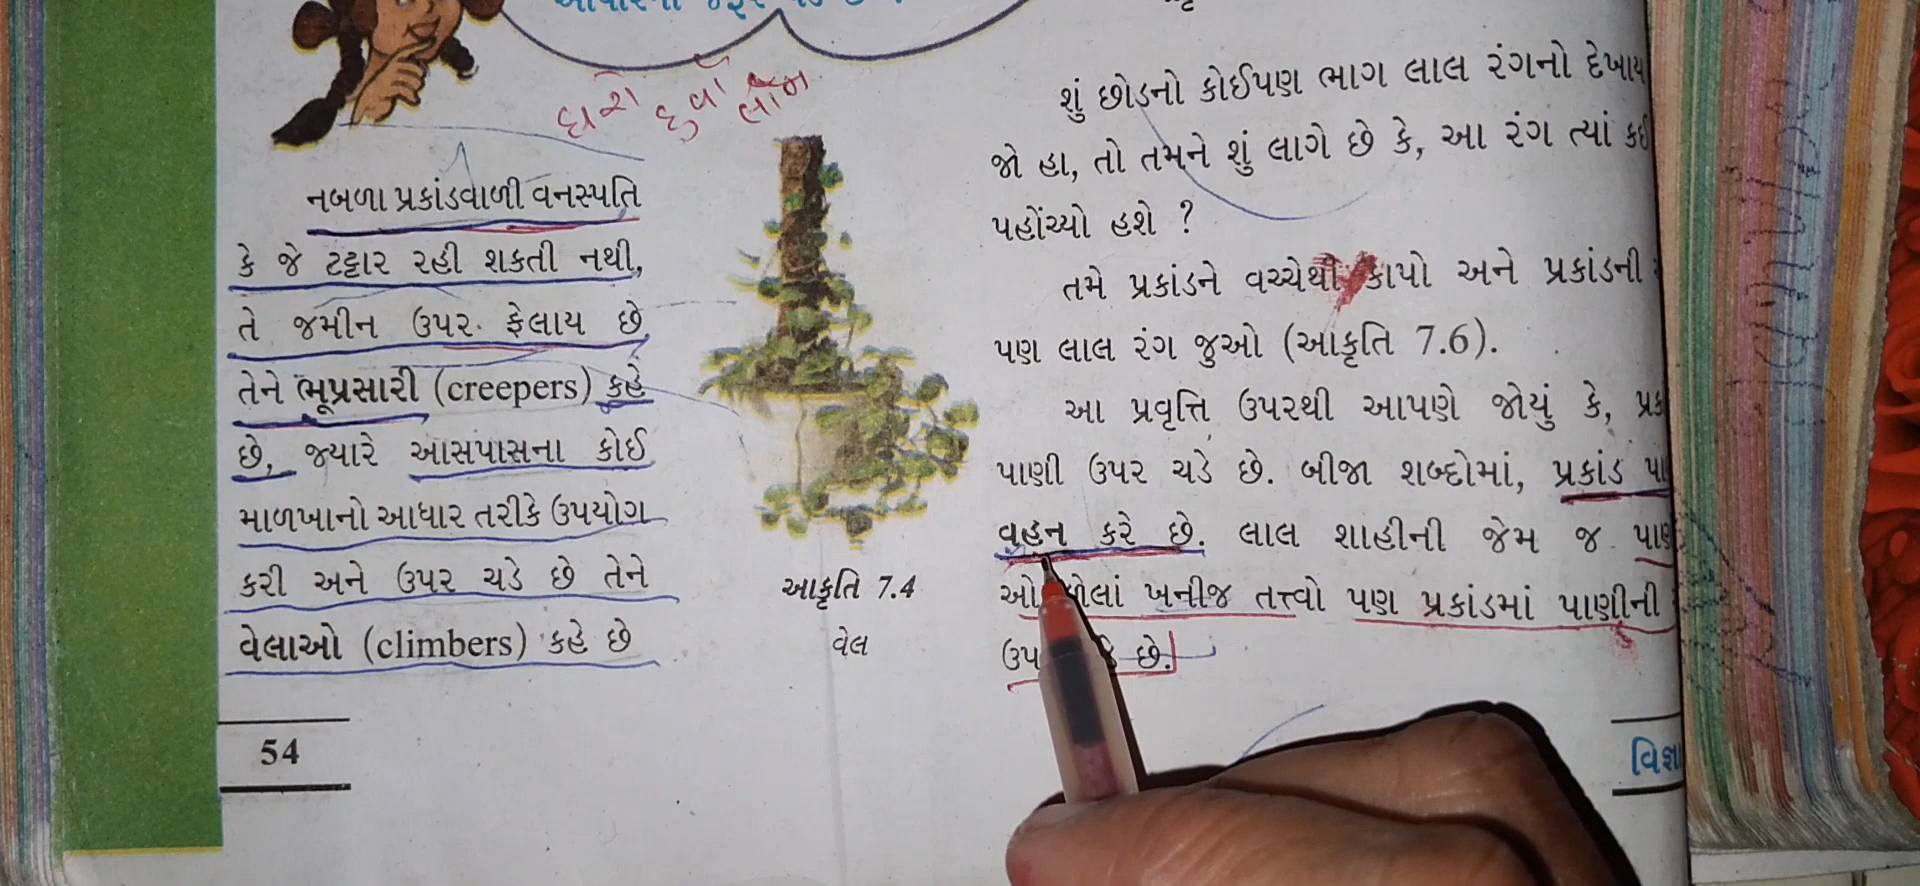 ધારો
દુર્વા
લોન
નબળા પ્રકાંડવાળી વનસ્પતિ
કે જે ટટ્ટાર રહી શકતી નથી,
તે જમીન ઉપર ફેલાય છે,
તેને ભૂપ્રસારી (creepers) કહે
છે, જ્યારે આસપાસના કોઈ
માળખાનો આધાર તરીકે ઉપયોગ
કરી અને ઉપર ચડે છે તેને
વેલાઓ (climbers) કહે છે
54
આકૃતિ 7.4
વેલ
શું છોડનો કોઈપણ ભાગ લાલ રંગનો દેખાય
જો હા, તો તમને શું લાગે છે કે, આ રંગ ત્યાં
પહોંચ્યો હશે ?
તમે પ્રકાંડને વચ્ચેથી કાપો અને પ્રકાંડની
પણ લાલ રંગ જુઓ (આકૃતિ 7.6).
આ પ્રવૃત્તિ ઉપરથી આપણે જોયું કે,
પાણી ઉપર ચડે છે. બીજા શબ્દોમાં, પ્રકાંડ
વહન કરે છે. લાલ શાહીની જેમ જ
ખનીજ તત્ત્વો પણ પ્રકાંડમાં પાણીની
છે.